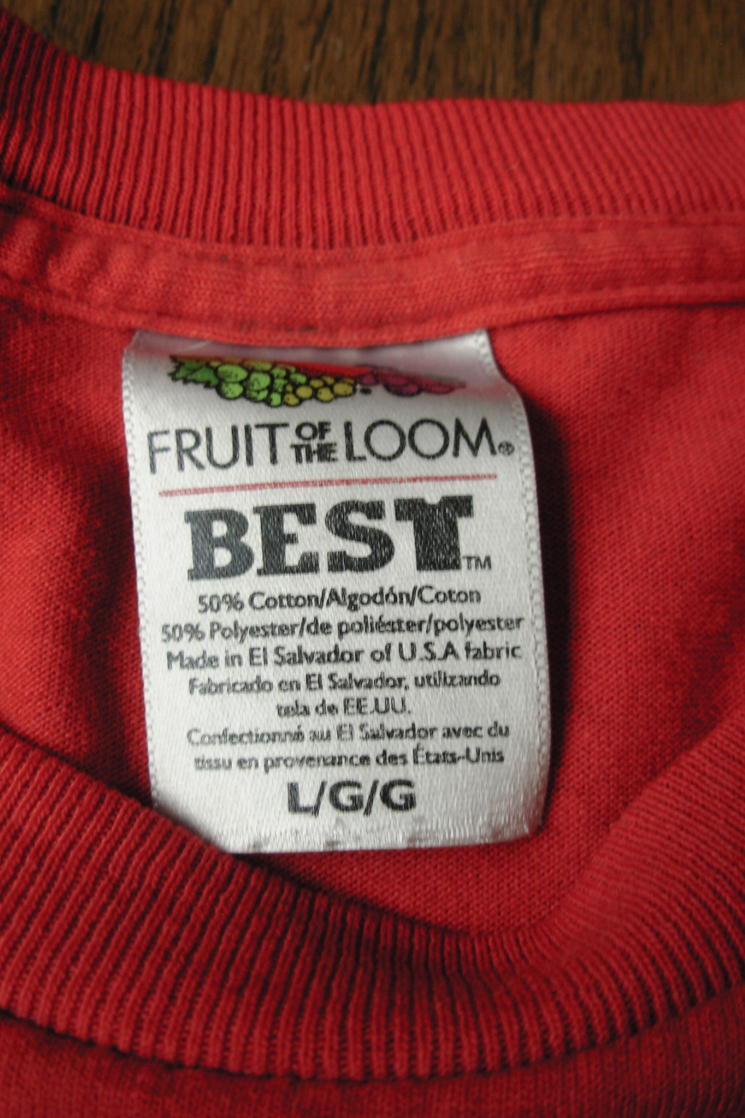 FRUIT OF THE LOOM®
BEST™
50% Cotton/Algodón/Coton
50% Polyester/de poliéster/polyester
Made in El Salvador of U.S.A fabric
Fabricado en El Salvador, utilizando
tela de EE.UU.
Confectionné au El Salvador avec du
tissu en provenance des États-Unis
L/G/G